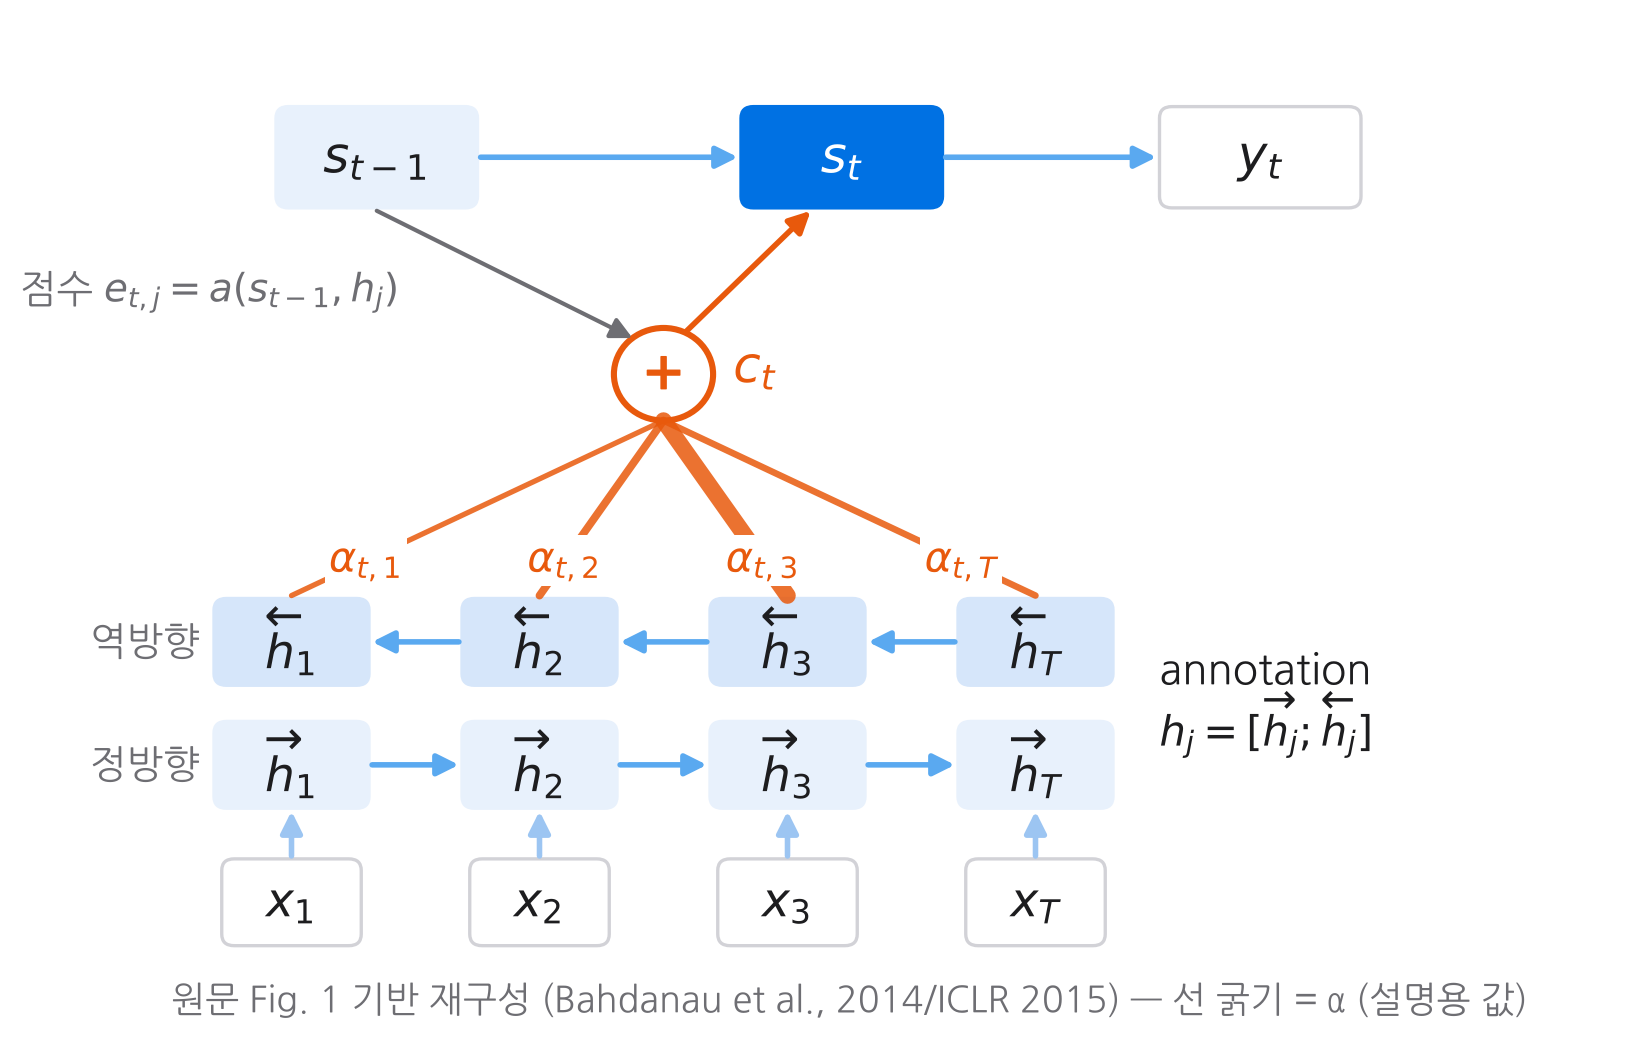 s_{t−1}
s_t
y_t
점수 e_{t,j} = a(s_{t−1}, h_j)
+ c_t
α_{t,1} α_{t,2} α_{t,3} α_{t,T}
역방향 ←h_1 ←h_2 ←h_3 ←h_T
annotation
h_j = [→h_j; ←h_j]
정방향 →h_1 →h_2 →h_3 →h_T
x_1 x_2 x_3 x_T
원문 Fig. 1 기반 재구성 (Bahdanau et al., 2014/ICLR 2015) — 선 굵기 = α (설명용 값)